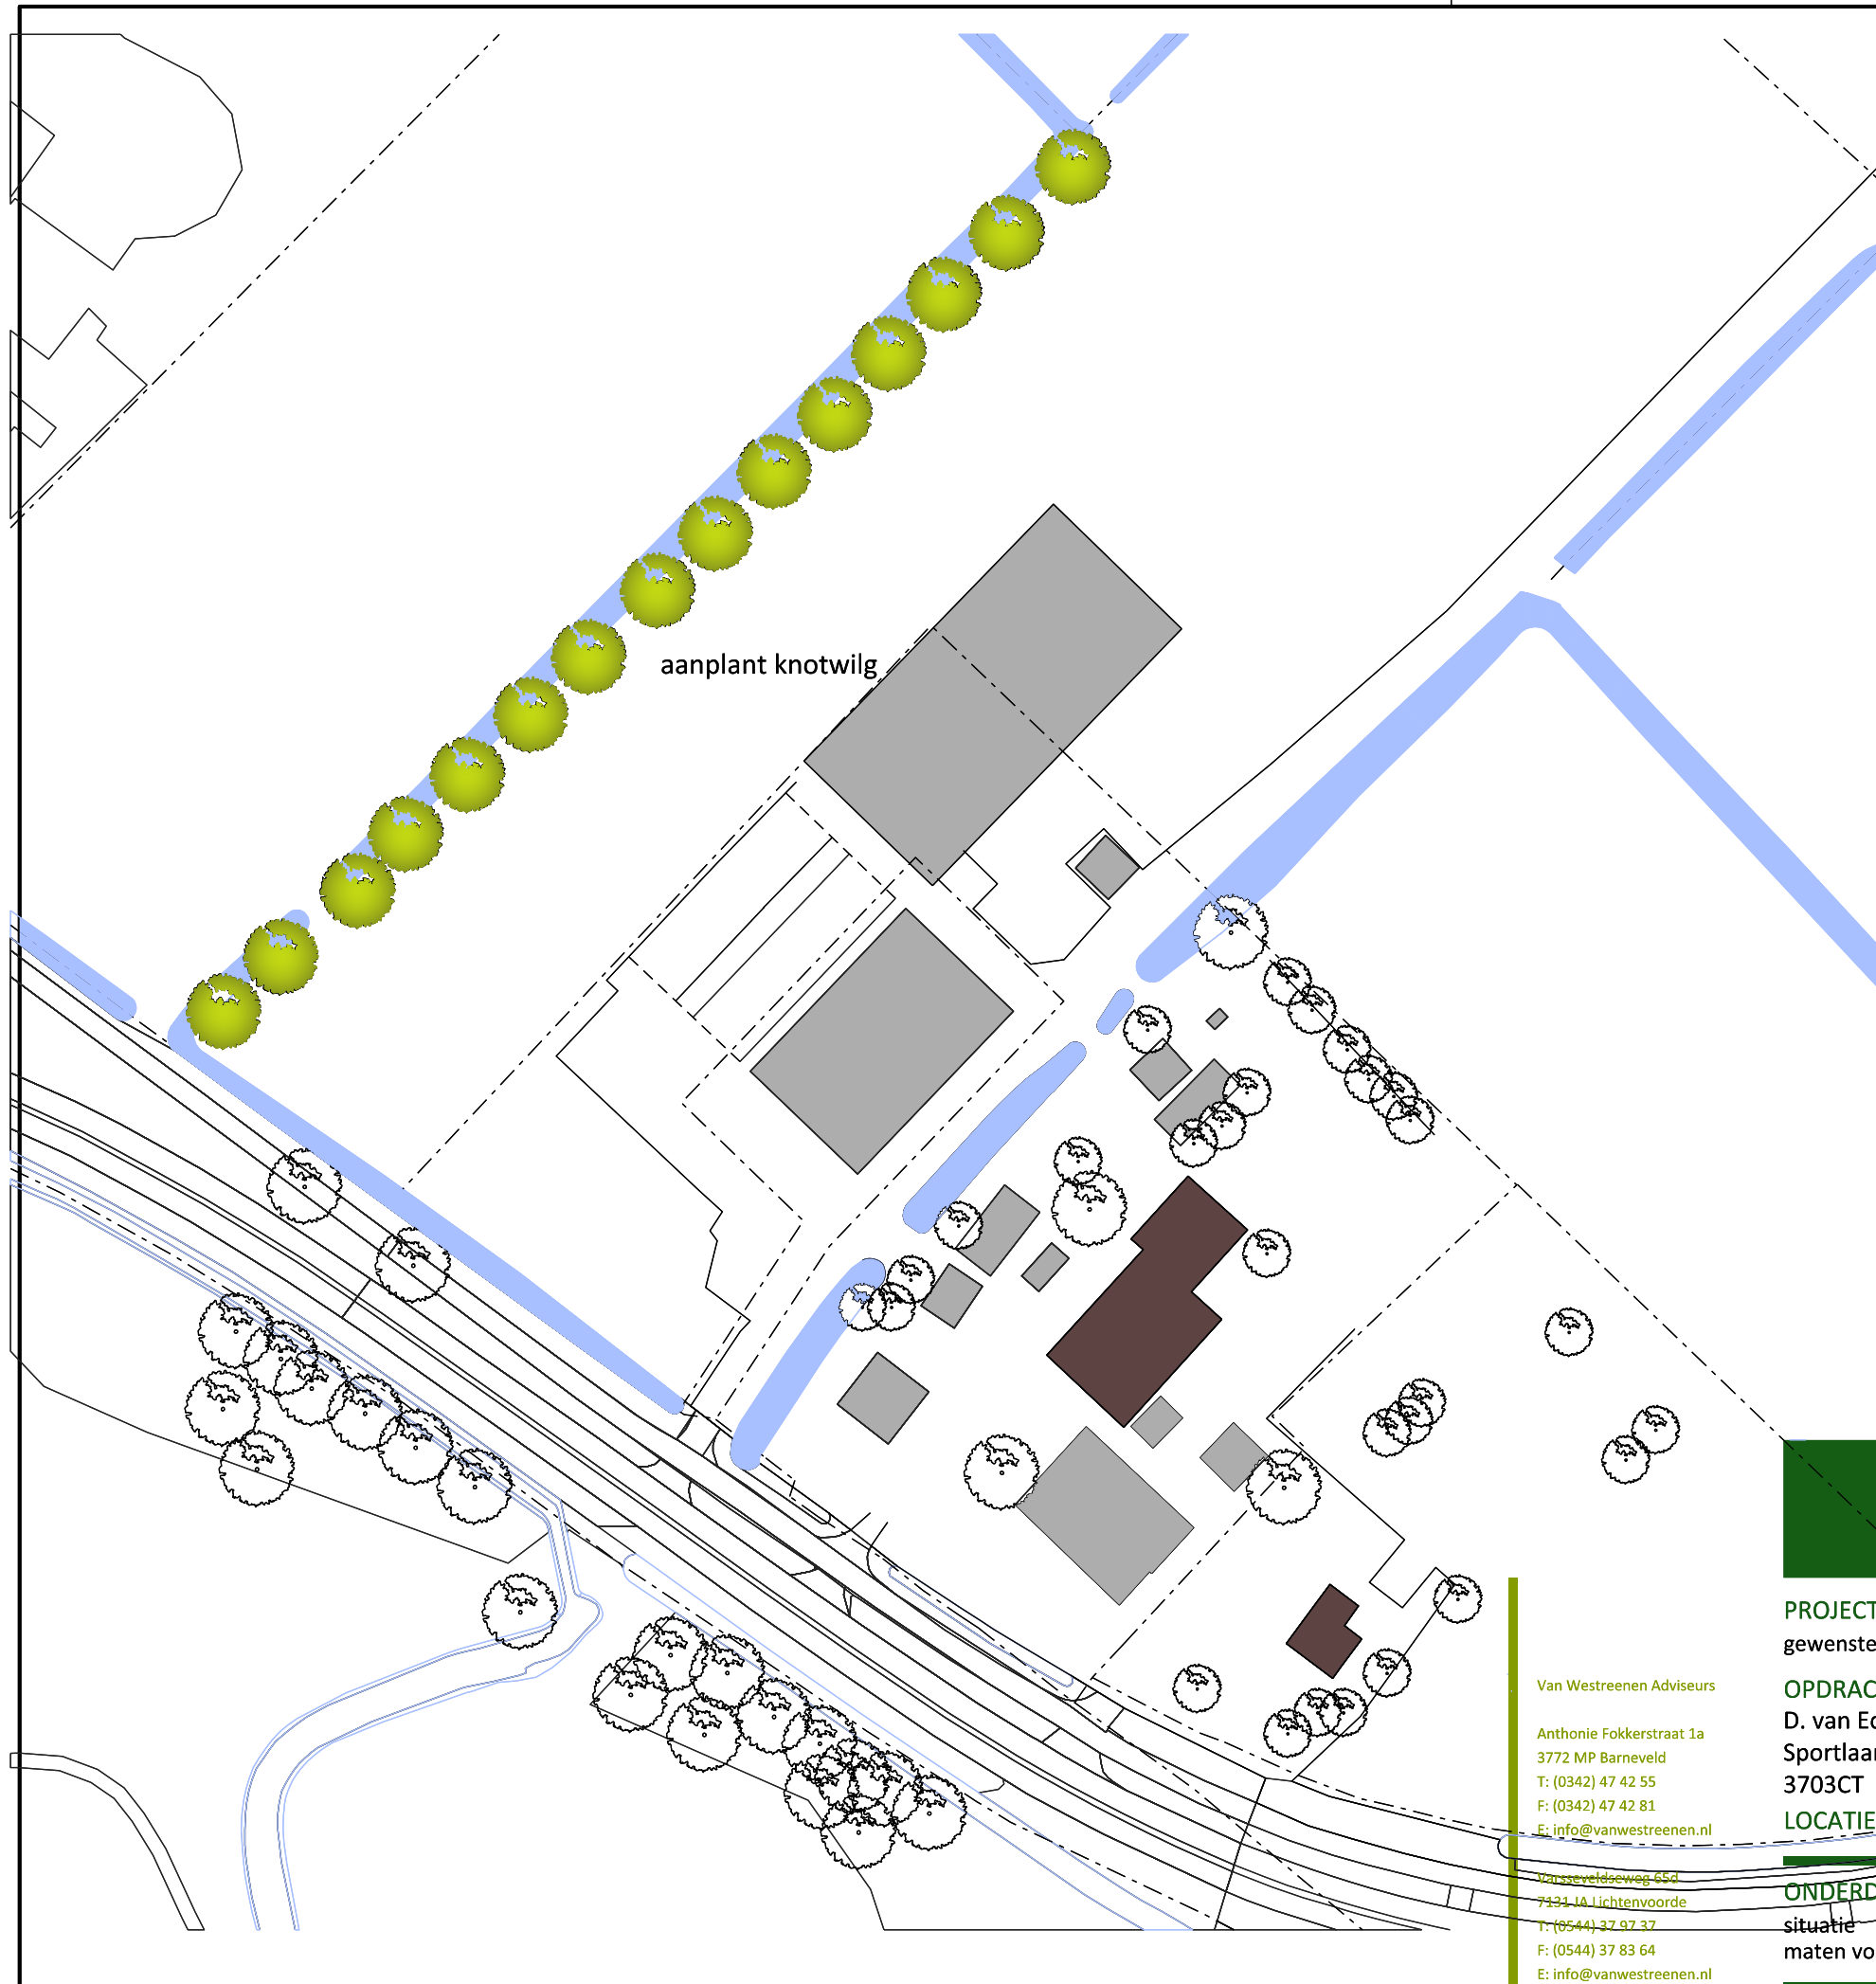 aanplant knotwilg
Van Westreenen Adviseurs
Anthonie Fokkerstraat 1a
3772 MP Barneveld
T: (0342) 47 42 55
F: (0342) 47 42 81
E: info@vanwestreenen.nl
Varsseveldseweg 65d
7131 JA Lichtenvoorde
T: (0544) 37 97 37
F: (0544) 37 83 64
E: info@vanwestreenen.nl
PROJECT
gewenste
OPDRAC
D. van Ec
Sportlaan
3703CT
LOCATIE
ONDERD
situatie
maten vo